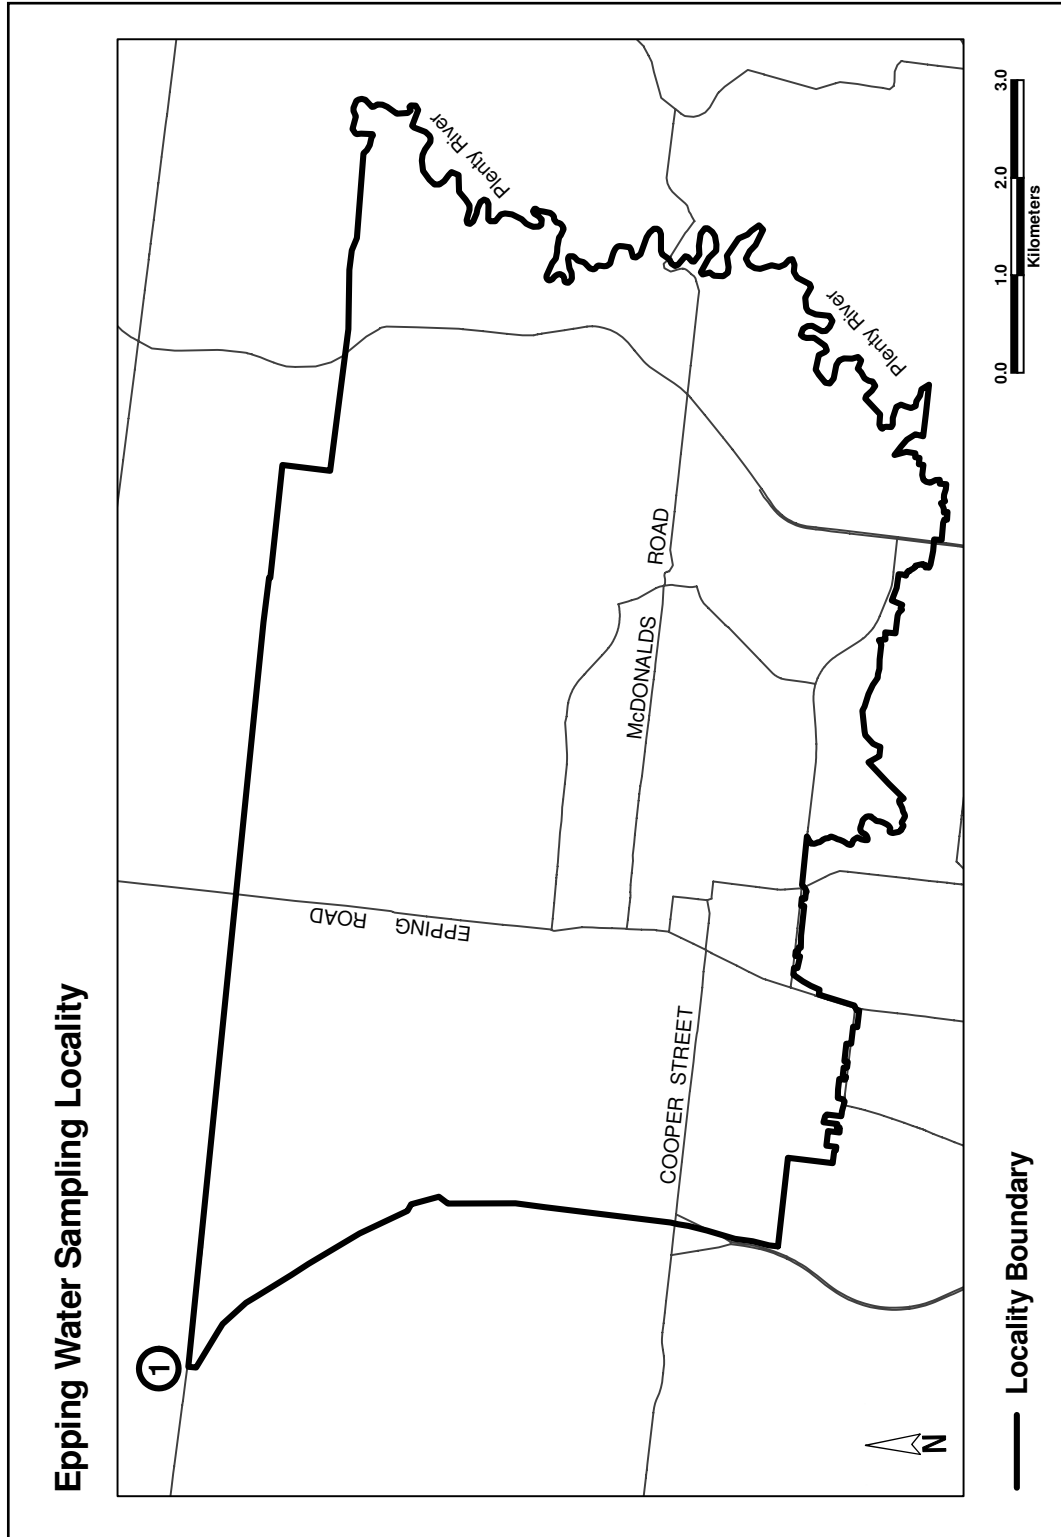 Epping Water Sampling Locality
1
EPPING ROAD
Plenty River
McDONALDS ROAD
COOPER STREET
Plenty River
N
Locality Boundary
0.0 1.0 2.0 3.0
Kilometers